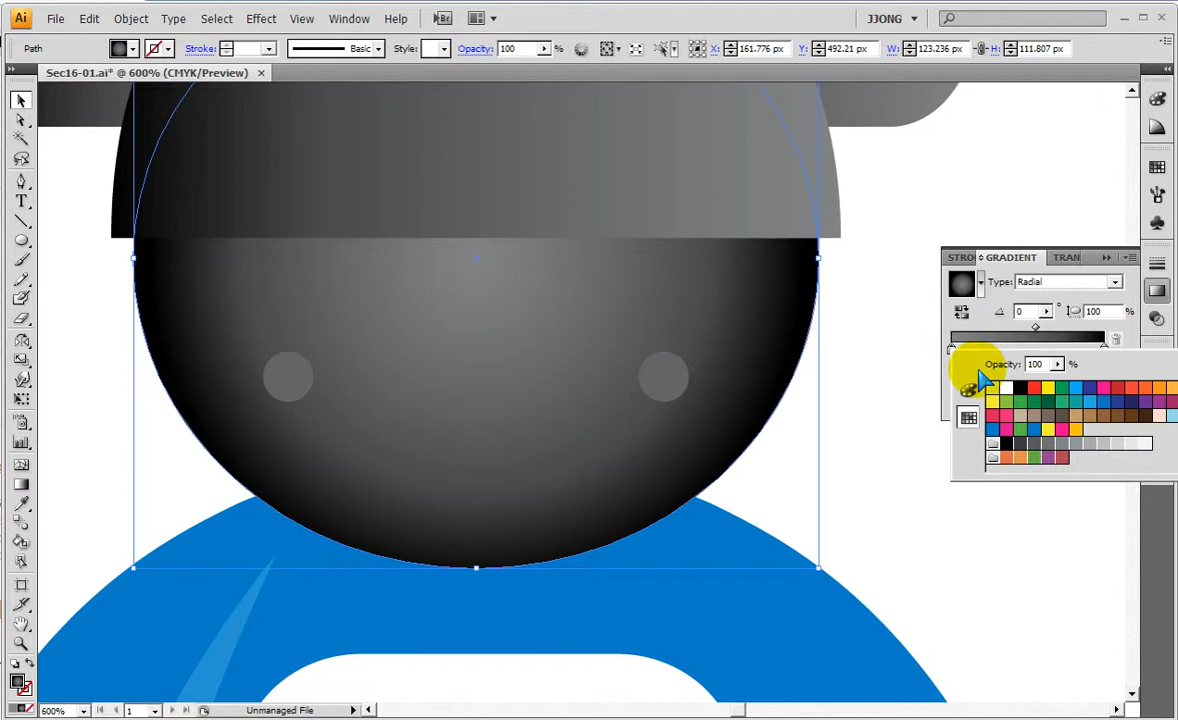 Ai File Edit Object Type Select Effect View Window Help Br JJONG
Path Stroke: Basic Style: Opacity: 100 % X: 161.776 px Y: 492.21 px W: 123.236 px H: 111.807 px
Sec16-01.ai* @ 600% (CMYK/Preview)
T
STRO GRADIENT TRAN
Type: Radial
0 ° 100 %
Opacity: 100 %
600% 1 Unmanaged File